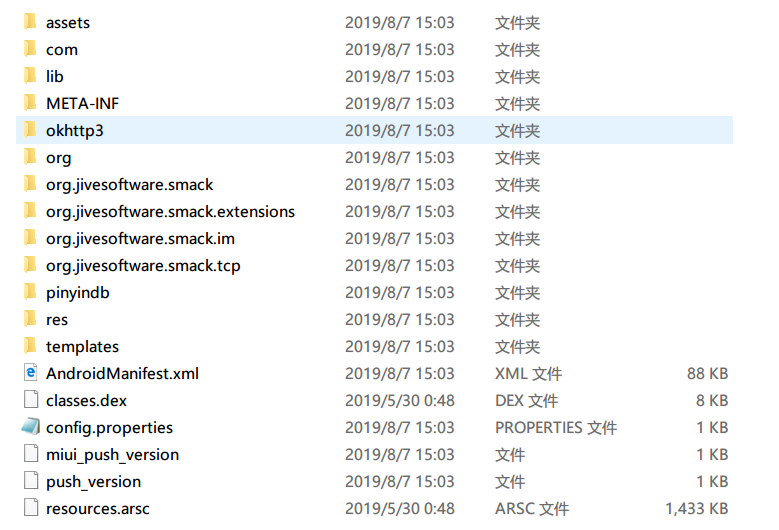 assets 2019/8/7 15:03 文件夹
com 2019/8/7 15:03 文件夹
lib 2019/8/7 15:03 文件夹
META-INF 2019/8/7 15:03 文件夹
okhttp3 2019/8/7 15:03 文件夹
org 2019/8/7 15:03 文件夹
org.jivesoftware.smack 2019/8/7 15:03 文件夹
org.jivesoftware.smack.extensions 2019/8/7 15:03 文件夹
org.jivesoftware.smack.im 2019/8/7 15:03 文件夹
org.jivesoftware.smack.tcp 2019/8/7 15:03 文件夹
pinyindb 2019/8/7 15:03 文件夹
res 2019/8/7 15:03 文件夹
templates 2019/8/7 15:03 文件夹
AndroidManifest.xml 2019/8/7 15:03 XML 文件 88 KB
classes.dex 2019/5/30 0:48 DEX 文件 8 KB
config.properties 2019/8/7 15:03 PROPERTIES 文件 1 KB
miui_push_version 2019/8/7 15:03 文件 1 KB
push_version 2019/8/7 15:03 文件 1 KB
resources.arsc 2019/5/30 0:48 ARSC 文件 1,433 KB